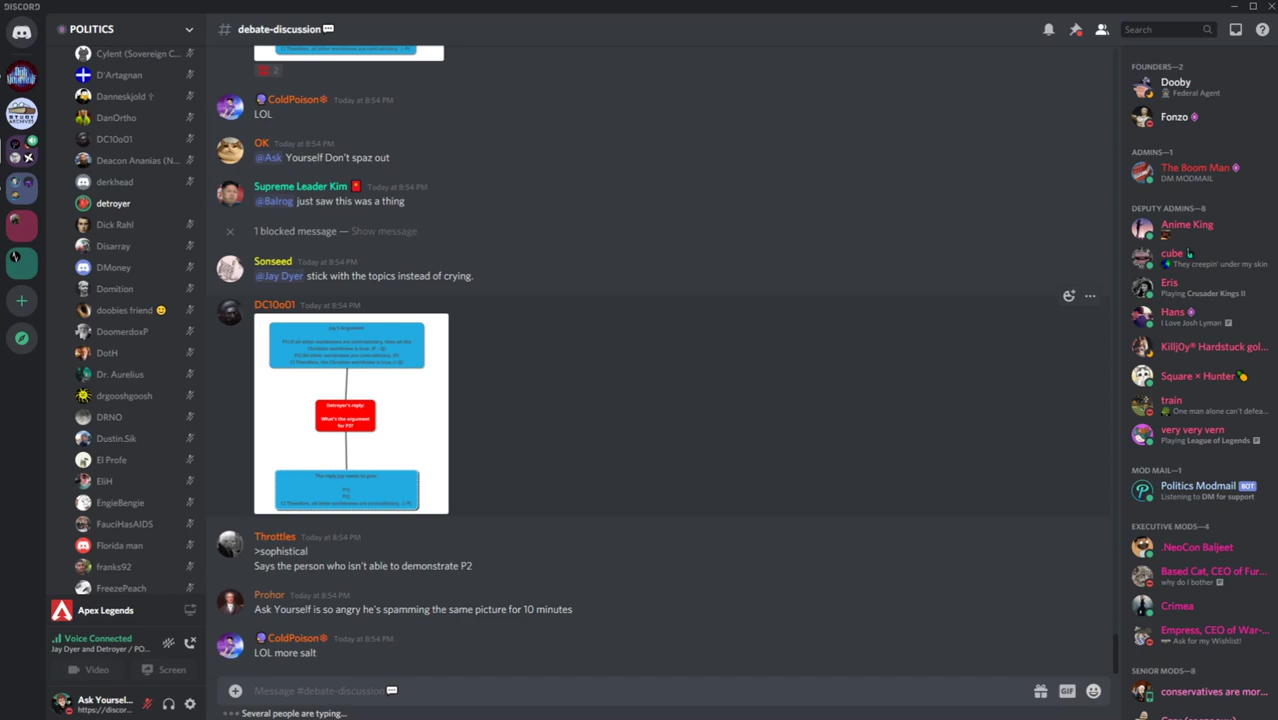 DISCORD
POLITICS
# debate-discussion
Search
Cylent (Sovereign C...
D'Artagnan
Danneskjold †
DanOrtho
DC10o01
Deacon Ananias (N...
derkhead
detroyer
Dick Rahl
Disarray
DMoney
Domition
doobies friend
DoomerdoxP
DotH
Dr. Aurelius
drgooshgoosh
DRNO
Dustin.Sik
El Profe
EliH
EngieBengie
FauciHasAIDS
Florida man
franks92
FreezePeach
Apex Legends
Voice Connected
Jay Dyer and Detroyer / PO...
Video
Screen
Ask Yoursel...
https://discor...
2
ColdPoison Today at 8:54 PM
LOL
OK Today at 8:54 PM
@Ask Yourself Don't spaz out
Supreme Leader Kim Today at 8:54 PM
@Balrog just saw this was a thing
1 blocked message — Show message
Sonseed Today at 8:54 PM
@Jay Dyer stick with the topics instead of crying.
DC10o01 Today at 8:54 PM
Jay's Argument
Detroyer's reply:
What's the argument
for P2?
The reply Jay needs to give:
P1)
P2)
Throttles Today at 8:54 PM
>sophistical
Says the person who isn't able to demonstrate P2
Prohor Today at 8:54 PM
Ask Yourself is so angry he's spamming the same picture for 10 minutes
ColdPoison Today at 8:54 PM
LOL more salt
Message #debate-discussion
GIF
Several people are typing...
FOUNDERS—2
Dooby
Federal Agent
Fonzo
ADMINS—1
The Boom Man
DM MODMAIL
DEPUTY ADMINS—8
Anime King
cube
They creepin' under my skin
Eris
Playing Crusader Kings II
Hans
I Love Josh Lyman
Killj0y® Hardstuck gol...
Square × Hunter
train
One man alone can't defea...
very very vern
Playing League of Legends
MOD MAIL—1
Politics Modmail BOT
Listening to DM for support
EXECUTIVE MODS—4
.NeoCon Baljeet
Based Cat, CEO of Fur...
why do I bother
Crimea
Empress, CEO of War-...
Ask for my Wishlist!
SENIOR MODS—8
conservatives are mor...